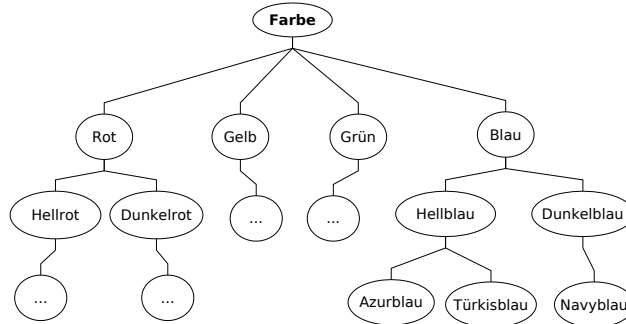 Farbe
Rot
Gelb
Grün
Blau
Hellrot
Dunkelrot
...
...
Hellblau
Dunkelblau
...
...
Azurblau
Türkisblau
Navyblau